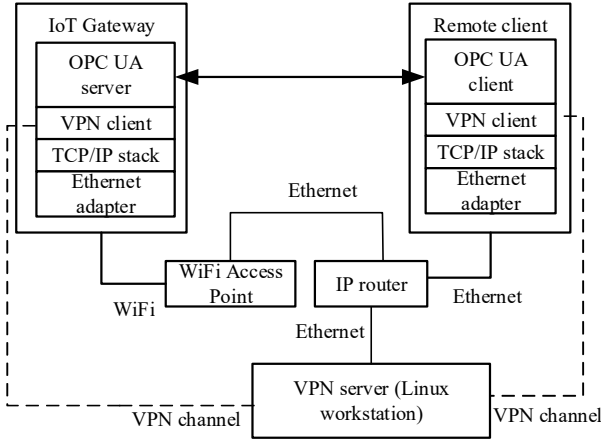 IoT Gateway
OPC UA
server
VPN client
TCP/IP stack
Ethernet
adapter
Remote client
OPC UA
client
VPN client
TCP/IP stack
Ethernet
adapter
Ethernet
WiFi Access
Point
IP router
WiFi
Ethernet
Ethernet
VPN server (Linux
workstation)
VPN channel
VPN channel